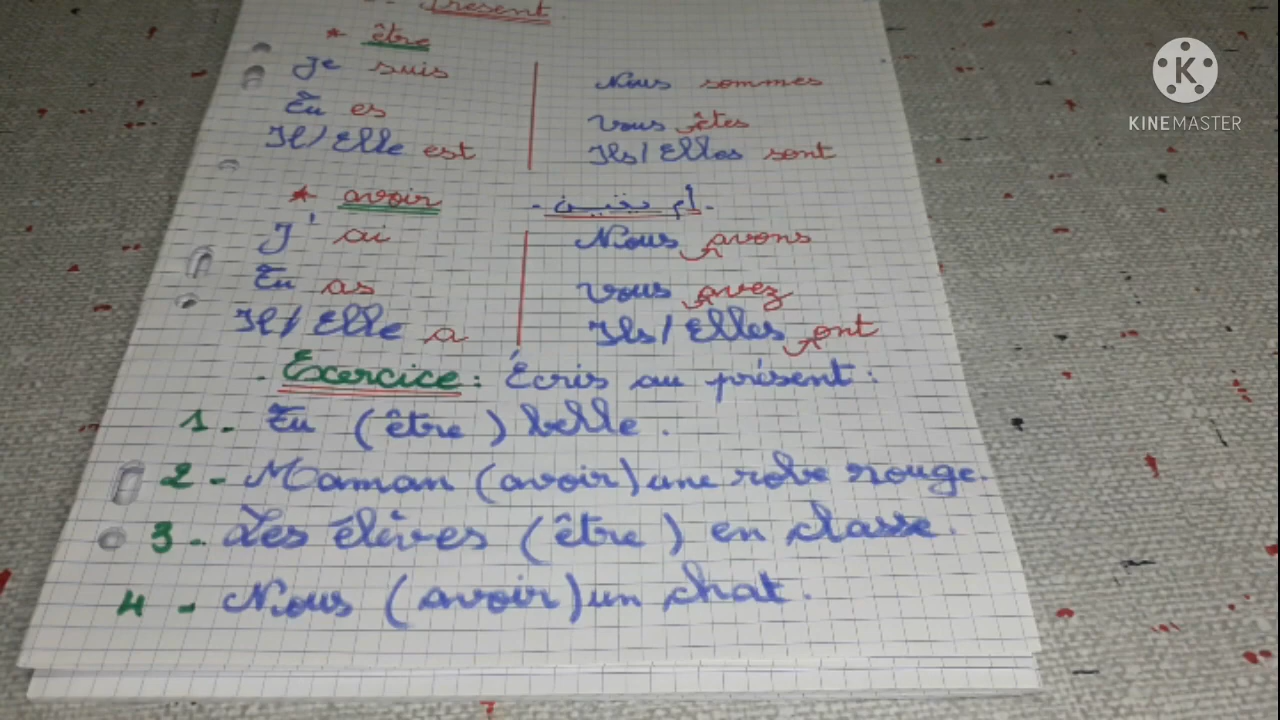 Présent
* être
Je suis
Nous sommes
Tu es
Vous êtes
Il/Elle est
Ils/Elles sont
* avoir
- أم يخيس -
J'ai
Nous avons
Tu as
Vous avez
Il/Elle a
Ils/Elles ont
. Exercice : Écris au présent :
1. Tu (être) belle.
2 - Maman (avoir) une robe rouge.
3 - Les élèves (être) en classe.
4 - Nous (avoir) un chat.
K
KINEMASTER